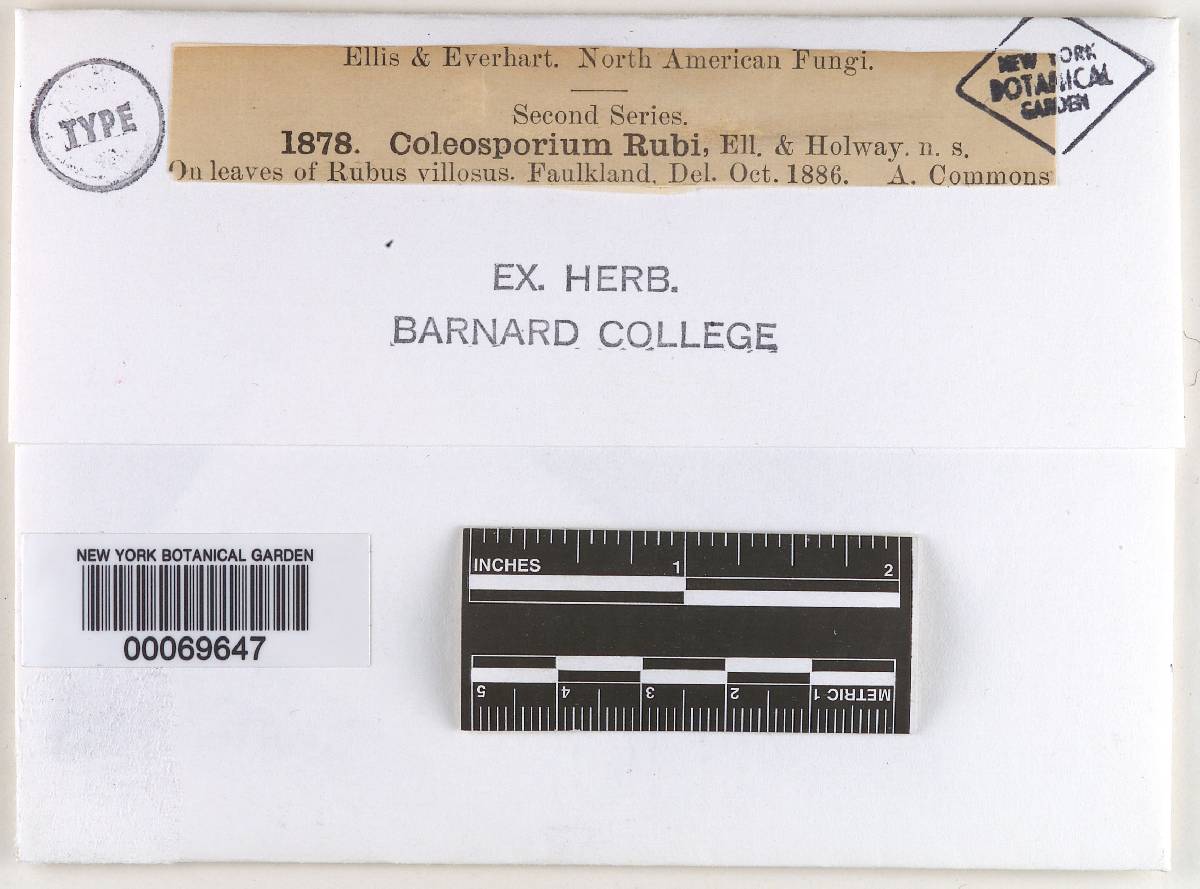 Ellis & Everhart. North American Fungi.
Second Series.
1878. Coleosporium Rubi, Ell. & Holway. n. s.
On leaves of Rubus villosus. Faulkland, Del. Oct. 1886. A. Commons
TYPE
NEW YORK
BOTANICAL
GARDEN
EX. HERB.
BARNARD COLLEGE
NEW YORK BOTANICAL GARDEN
00069647
INCHES 1 2
5 4 3 2 1 METRIC